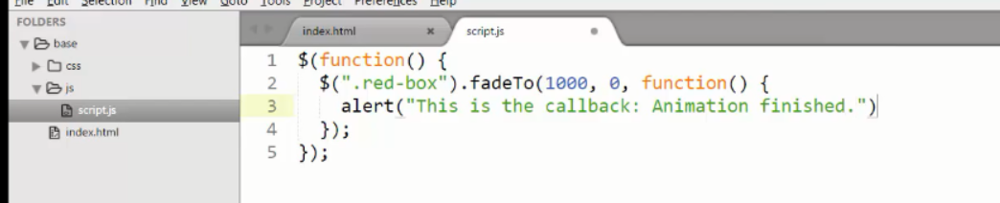 File Edit Selection Find View Goto Tools Project Preferences Help
FOLDERS
base
css
js
script.js
index.html
index.html
script.js
1 $(function() {
2 $(".red-box").fadeTo(1000, 0, function() {
3 alert("This is the callback: Animation finished.")
4 });
5 });